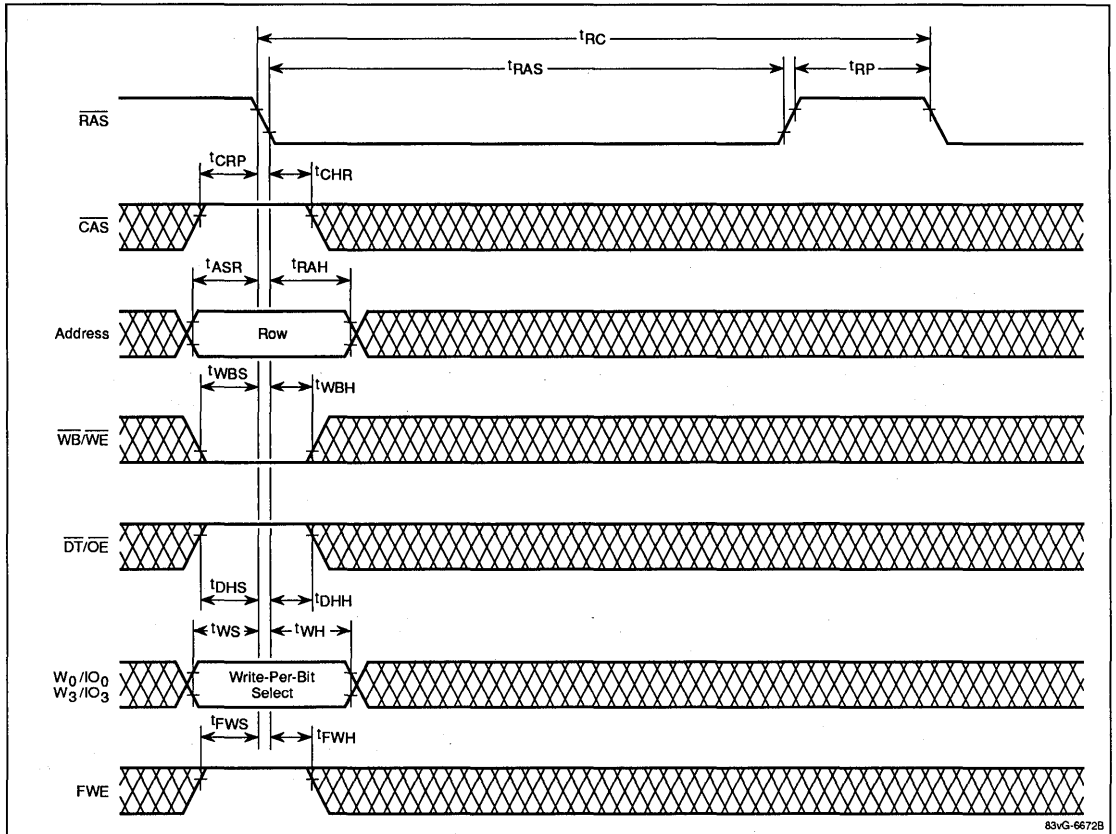 tRC
tRAS
tRP
RAS
tCRP
tCHR
CAS
tASR
tRAH
Address
Row
tWBS
tWBH
WB/WE
DT/OE
tDHS
tDHH
tWS
tWH
W0/IO0
W3/IO3
Write-Per-Bit
Select
tFWS
tFWH
FWE
83vG-6672B